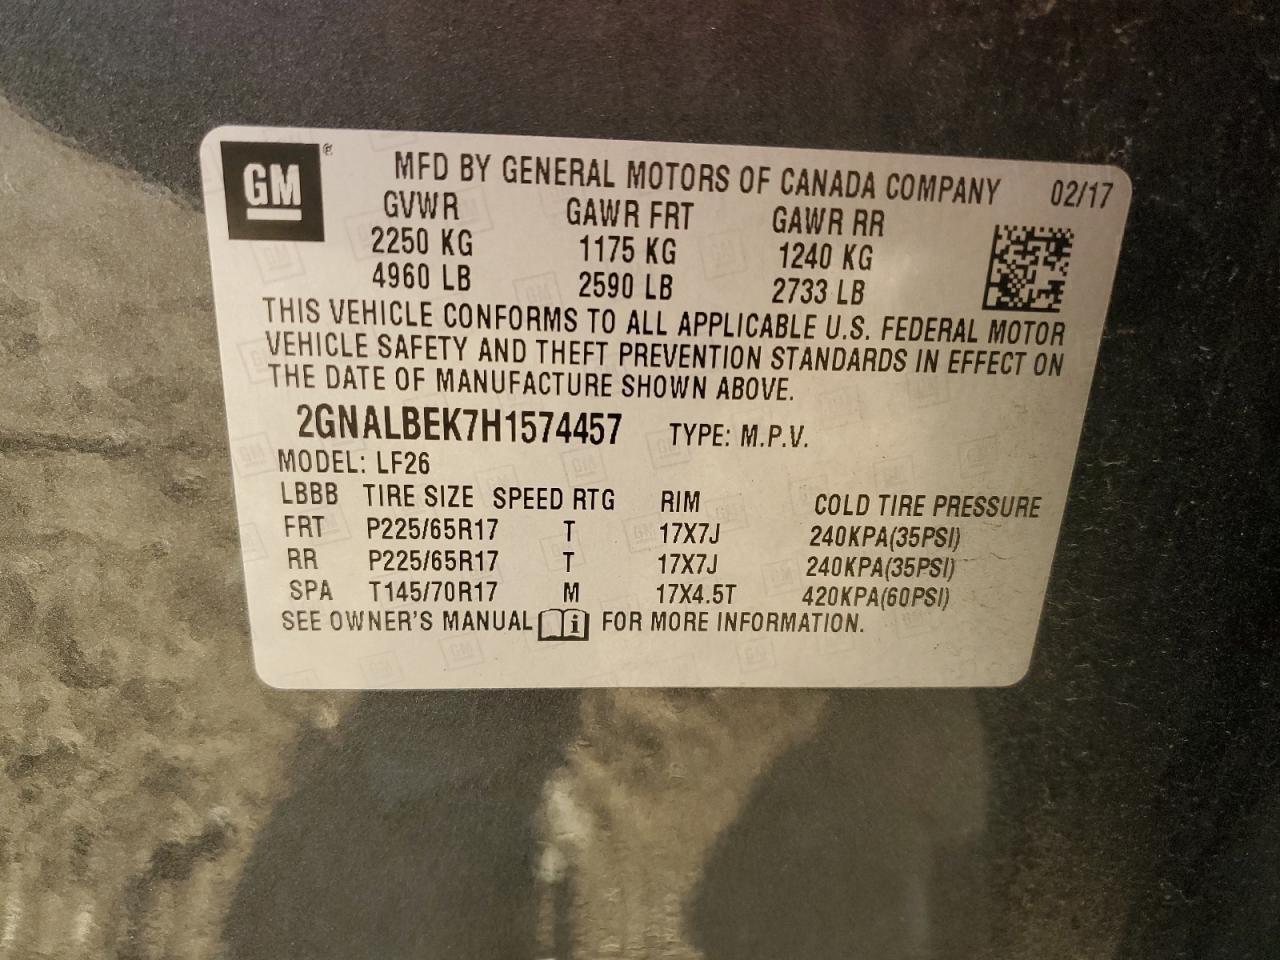 GM ®
MFD BY GENERAL MOTORS OF CANADA COMPANY 02/17
GVWR GAWR FRT GAWR RR
2250 KG 1175 KG 1240 KG
4960 LB 2590 LB 2733 LB
THIS VEHICLE CONFORMS TO ALL APPLICABLE U.S. FEDERAL MOTOR
VEHICLE SAFETY AND THEFT PREVENTION STANDARDS IN EFFECT ON
THE DATE OF MANUFACTURE SHOWN ABOVE.
2GNALBEK7H1574457 TYPE: M.P.V.
MODEL: LF26
LBBB TIRE SIZE SPEED RTG RIM COLD TIRE PRESSURE
FRT P225/65R17 T 17X7J 240KPA(35PSI)
RR P225/65R17 T 17X7J 240KPA(35PSI)
SPA T145/70R17 M 17X4.5T 420KPA(60PSI)
SEE OWNER'S MANUAL i FOR MORE INFORMATION.